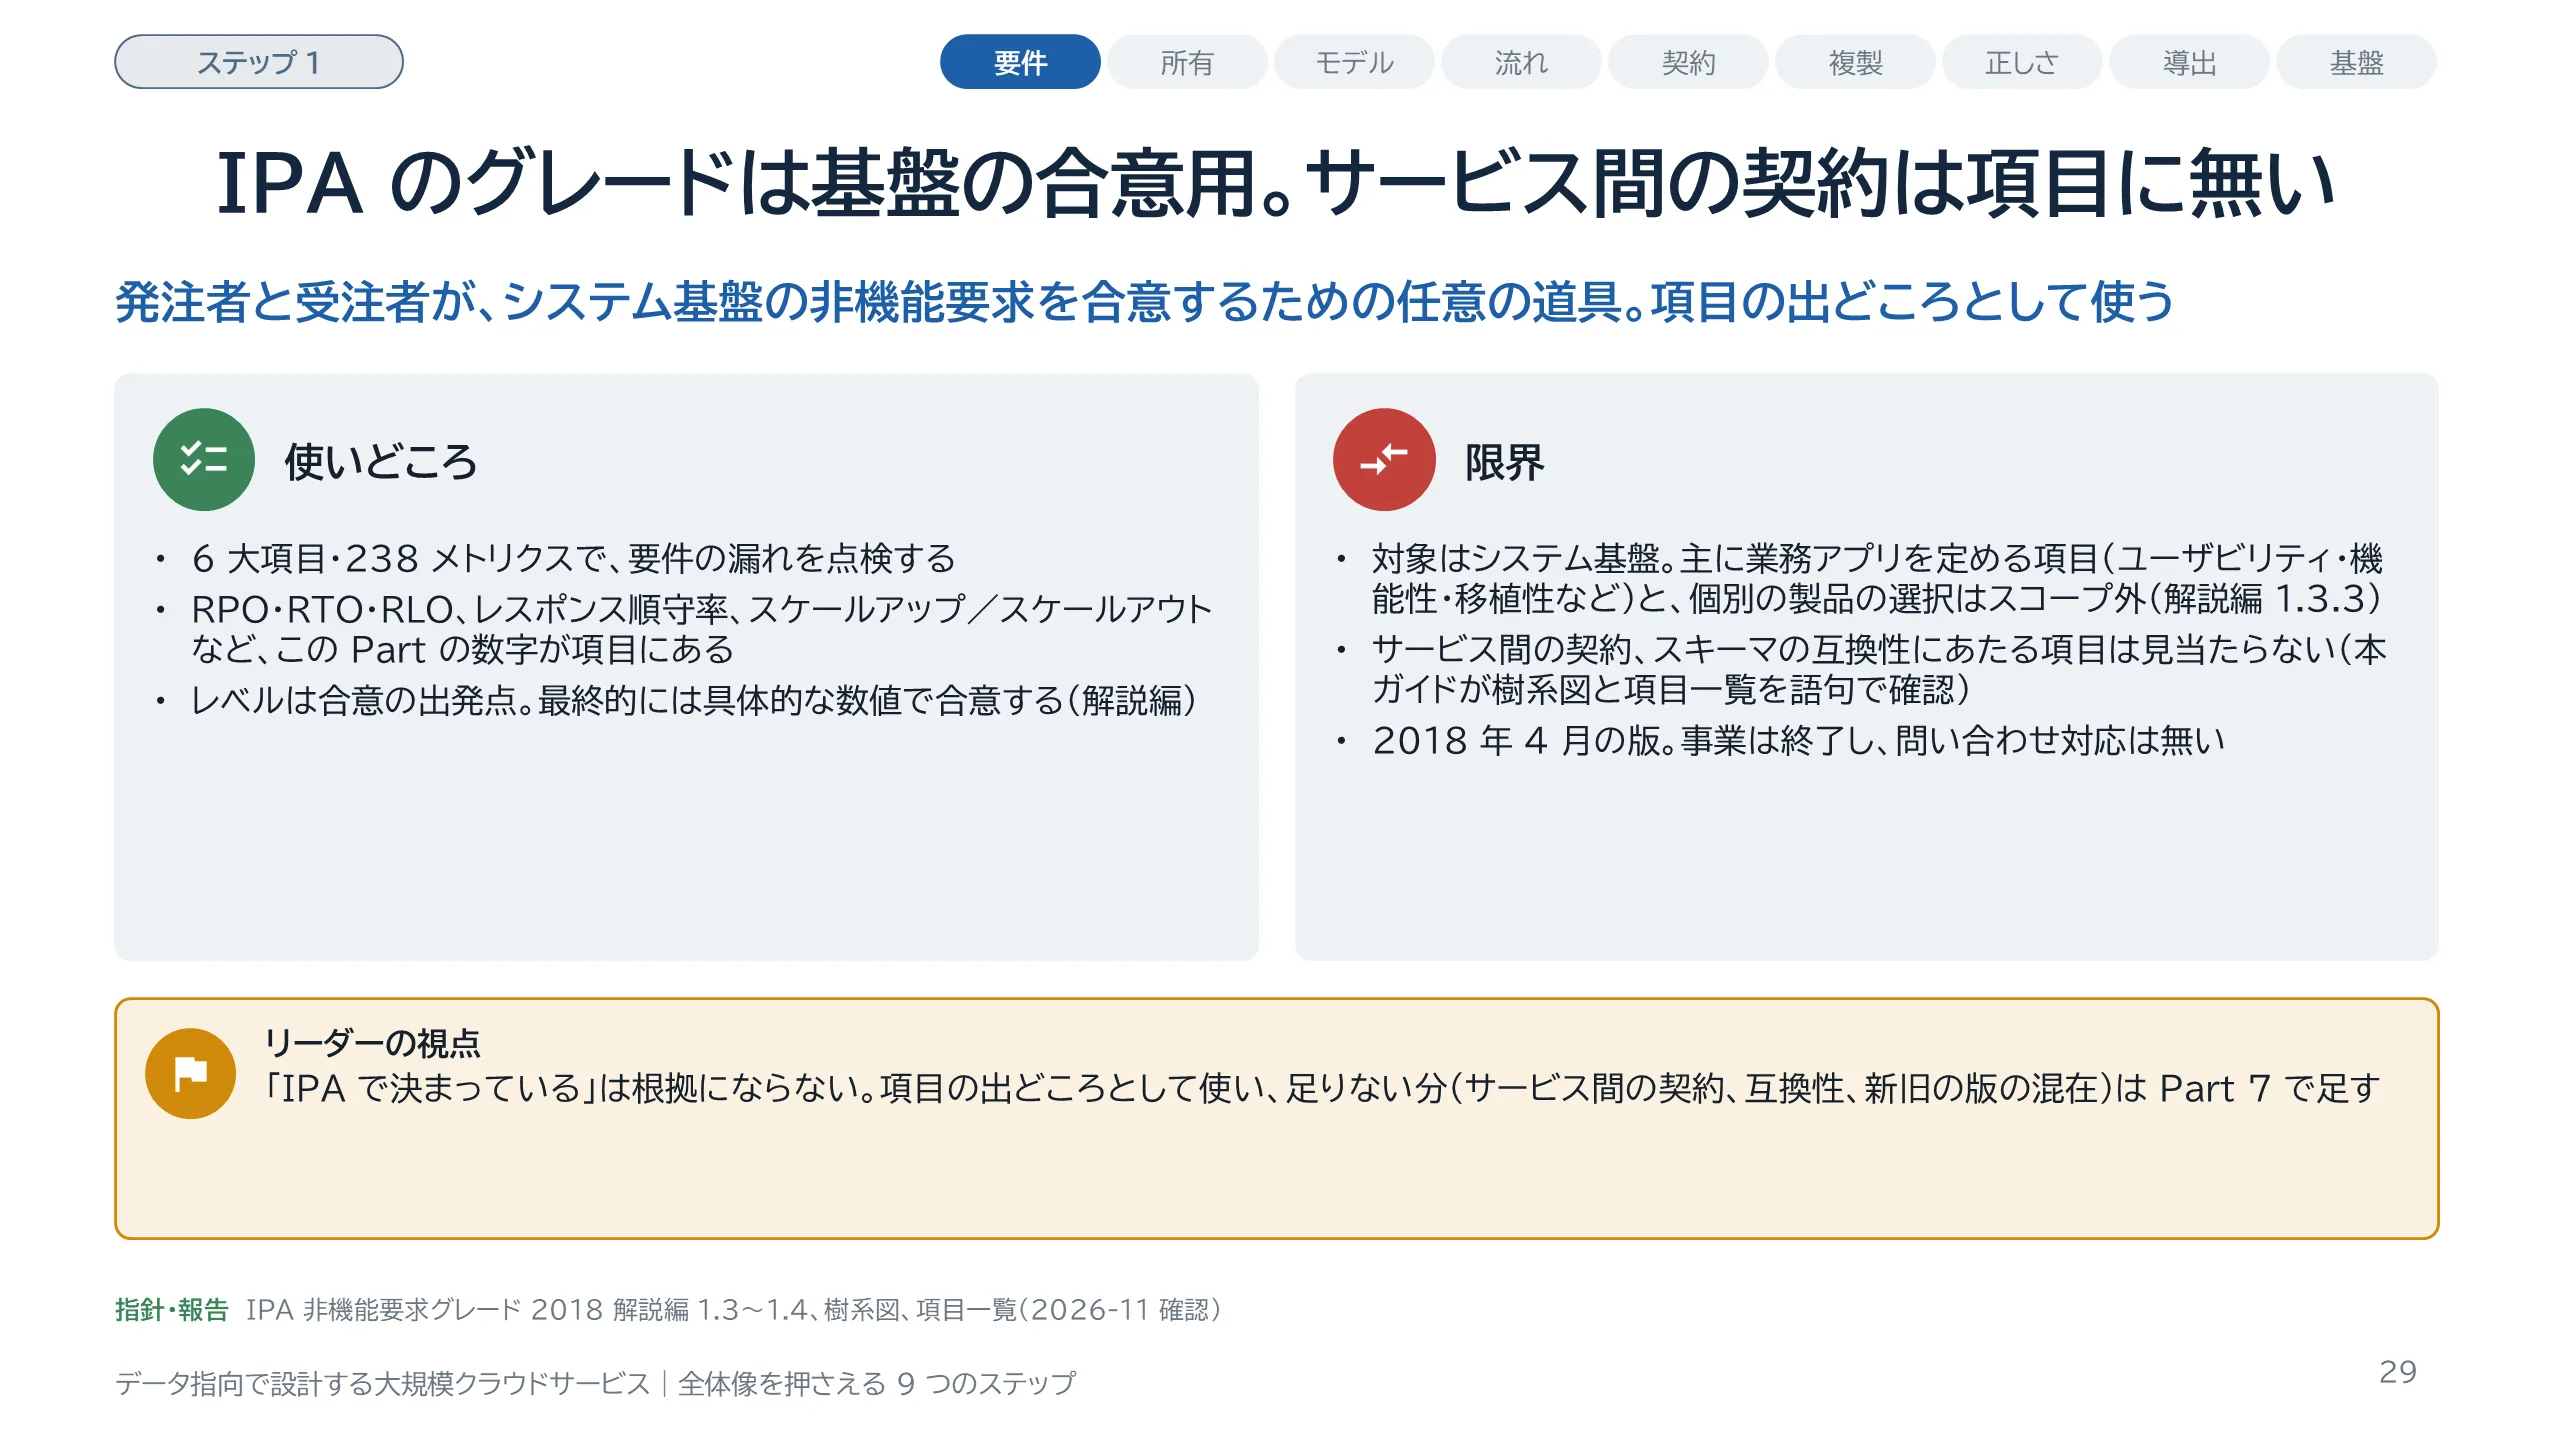 ステップ 1
要件
所有
モデル
流れ
契約
複製
正しさ
導出
基盤
IPA のグレードは基盤の合意用。サービス間の契約は項目に無い
発注者と受注者が、システム基盤の非機能要求を合意するための任意の道具。項目の出どころとして使う
使いどころ
• 6 大項目・238 メトリクスで、要件の漏れを点検する
• RPO・RTO・RLO、レスポンス順守率、スケールアップ／スケールアウト
など、この Part の数字が項目にある
• レベルは合意の出発点。最終的には具体的な数値で合意する（解説編）
限界
• 対象はシステム基盤。主に業務アプリを定める項目（ユーザビリティ・機
能性・移植性など）と、個別の製品の選択はスコープ外（解説編 1.3.3）
• サービス間の契約、スキーマの互換性にあたる項目は見当たらない（本
ガイドが樹系図と項目一覧を語句で確認）
• 2018 年 4 月の版。事業は終了し、問い合わせ対応は無い
リーダーの視点
「IPA で決まっている」は根拠にならない。項目の出どころとして使い、足りない分（サービス間の契約、互換性、新旧の版の混在）は Part 7 で足す
指針・報告 IPA 非機能要求グレード 2018 解説編 1.3～1.4、樹系図、項目一覧（2026-11 確認）
データ指向で設計する大規模クラウドサービス｜全体像を押さえる 9 つのステップ
29